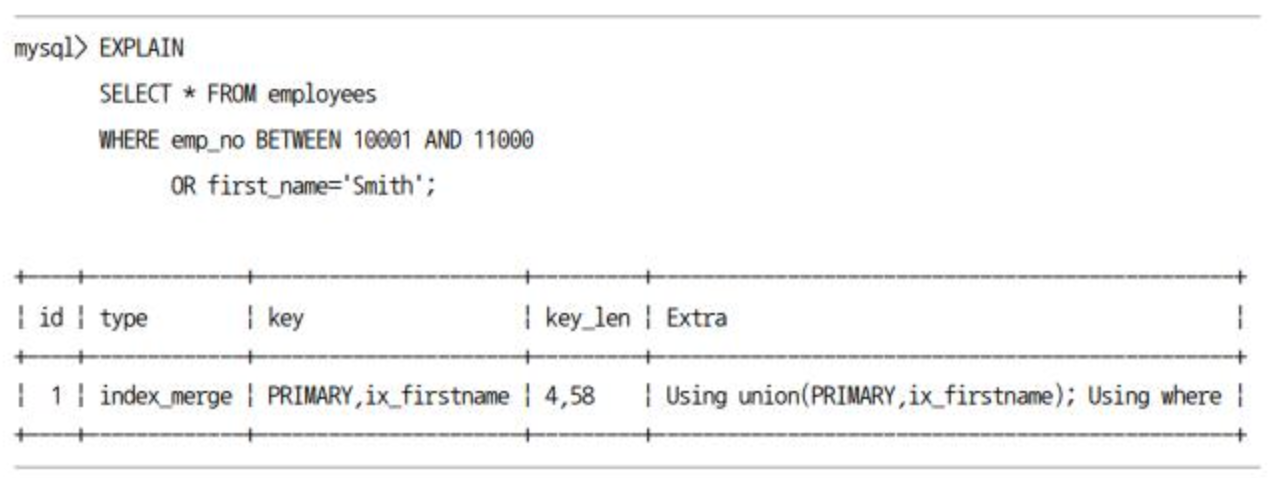 mysql> EXPLAIN
SELECT * FROM employees
WHERE emp_no BETWEEN 10001 AND 11000
OR first_name='Smith';
| id | type | key | key_len | Extra |
| 1 | index_merge | PRIMARY,ix_firstname | 4,58 | Using union(PRIMARY,ix_firstname); Using where |